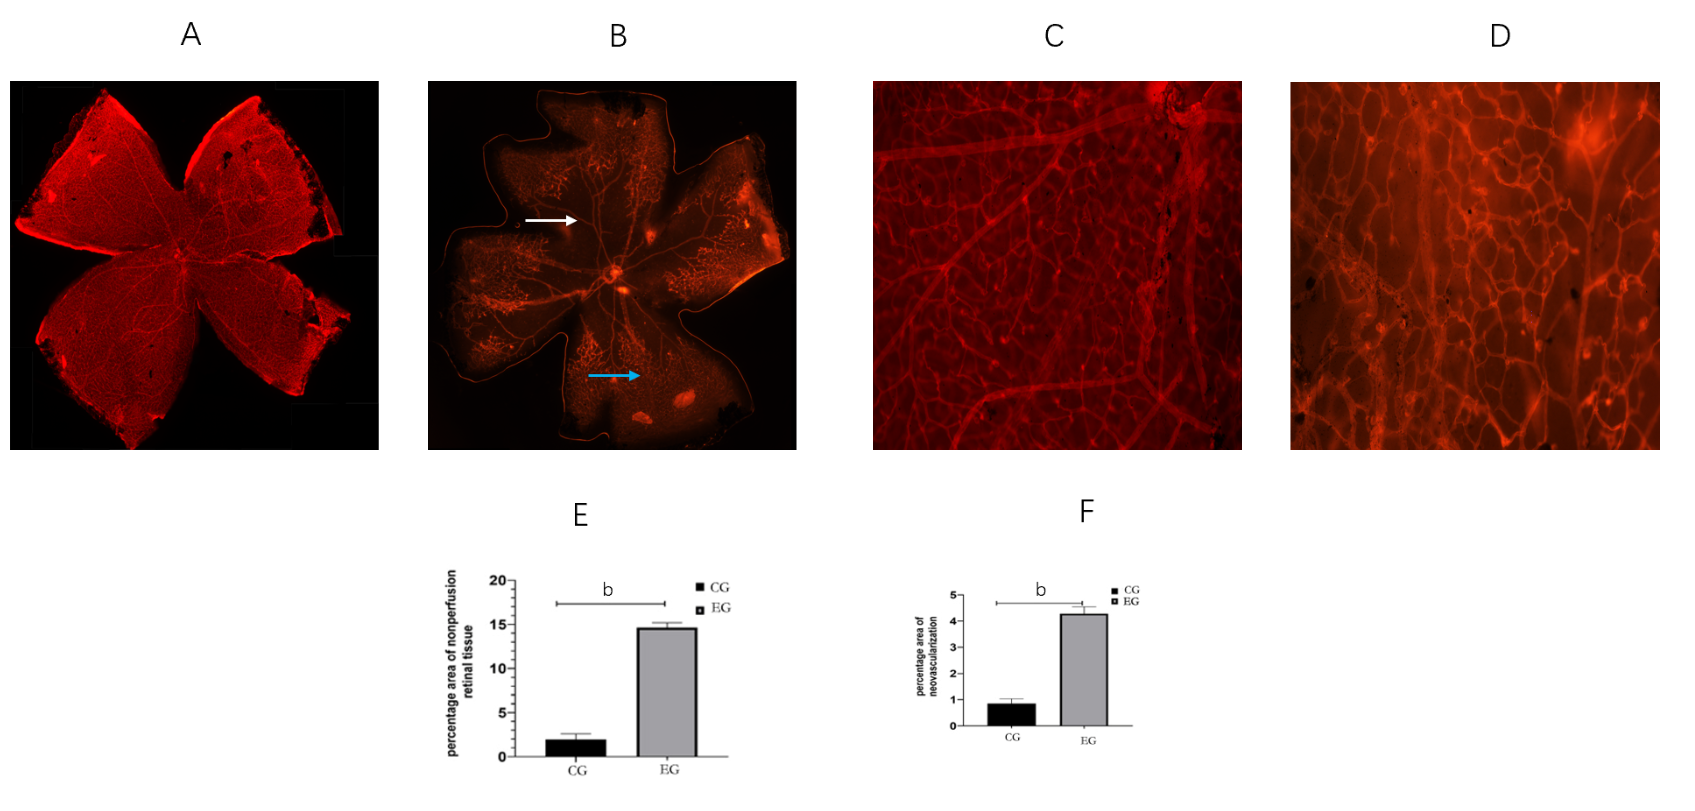 A
B
C
D
E
F
percentage area of nonperfusion
retinal tissue
20
15
10
5
0
b
CG
EG
CG
EG
percentage area of
neovascularization
5
4
3
2
1
0
b
CG
EG
CG
EG